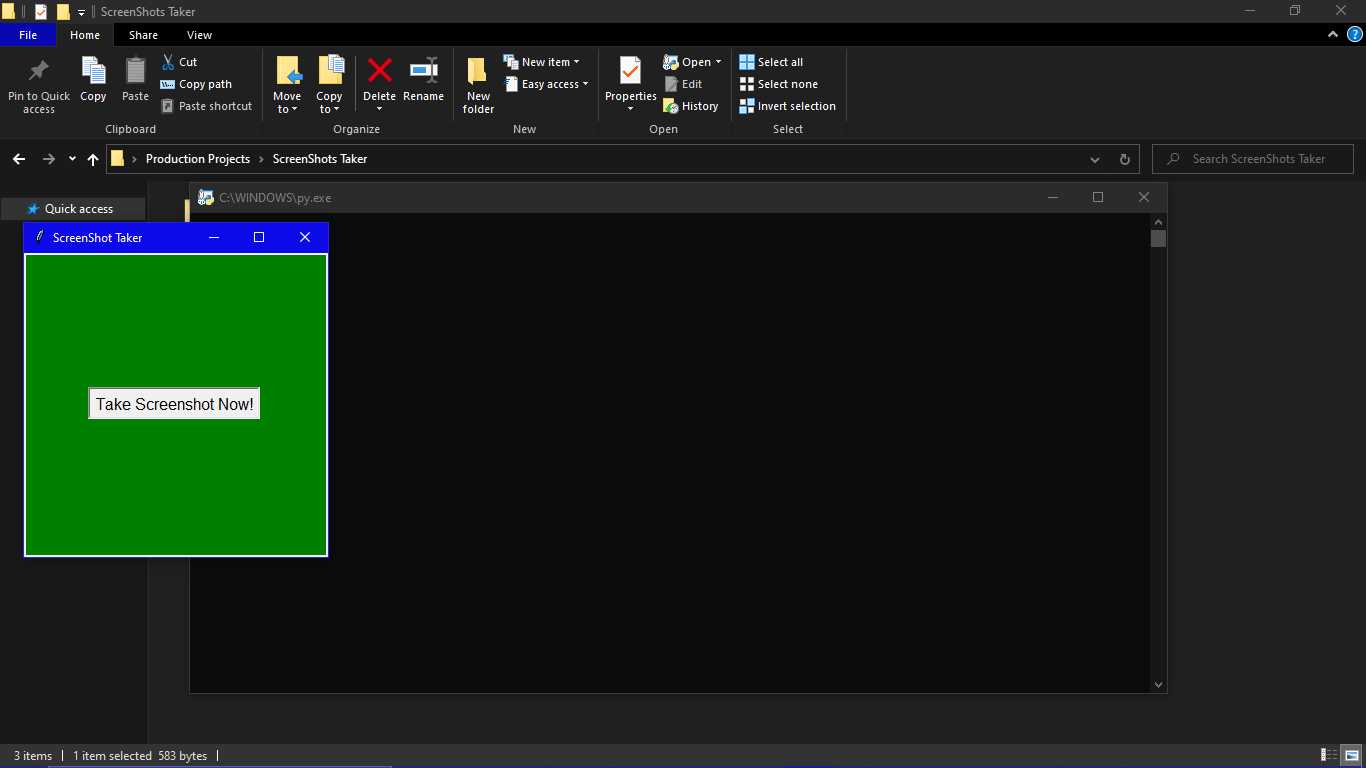 ScreenShots Taker
File Home Share View
Pin to Quick access
Copy
Paste
Cut
Copy path
Paste shortcut
Clipboard
Move to
Copy to
Delete
Rename
Organize
New folder
New item
Easy access
New
Properties
Open
Edit
History
Open
Select all
Select none
Invert selection
Select
Production Projects > ScreenShots Taker
Search ScreenShots Taker
Quick access
C:\WINDOWS\py.exe
ScreenShot Taker
Take Screenshot Now!
3 items 1 item selected 583 bytes